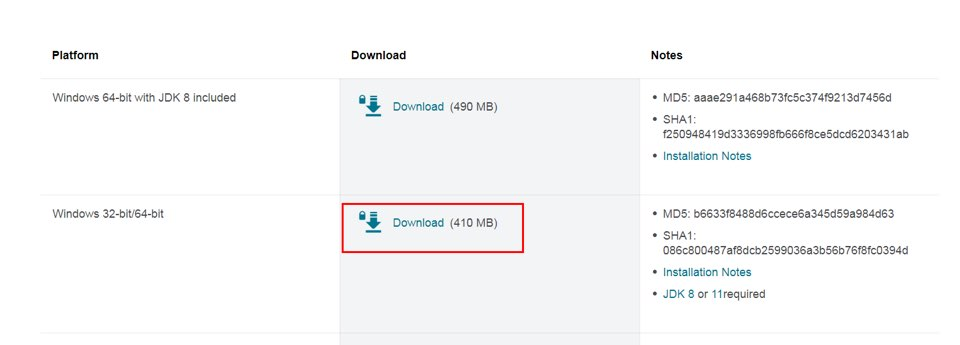 Platform Download Notes
Windows 64-bit with JDK 8 included
Download (490 MB)
• MD5: aaae291a468b73fc5c374f9213d7456d
• SHA1:
f250948419d3336998fb666f8ce5dcd6203431ab
• Installation Notes
Windows 32-bit/64-bit
Download (410 MB)
• MD5: b6633f8488d6ccece6a345d59a984d63
• SHA1:
086c800487af8dcb2599036a3b56b76f8fc0394d
• Installation Notes
• JDK 8 or 11required